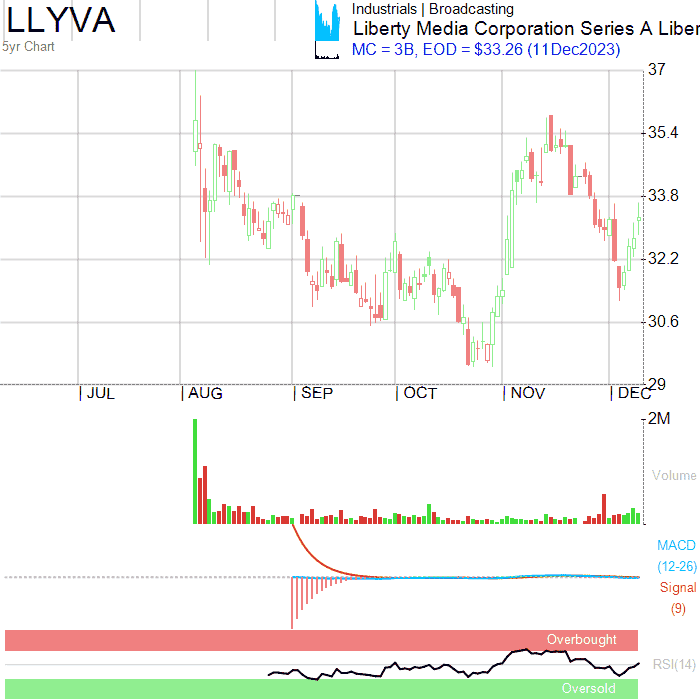 LLYVA
5yr Chart
Industrials | Broadcasting
Liberty Media Corporation Series A Liber
MC = 3B, EOD = $33.26 (11Dec2023)
37
35.4
33.8
32.2
30.6
29
| JUL | AUG | SEP | OCT | NOV | DEC
2M
Volume
MACD
(12-26)
Signal
(9)
Overbought
RSI(14)
Oversold